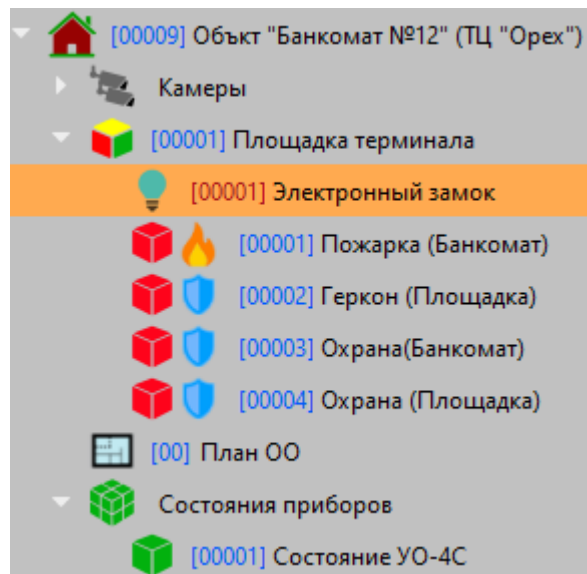 [00009] Объкт "Банкомат №12" (ТЦ "Орех")
Камеры
[00001] Площадка терминала
[00001] Электронный замок
[00001] Пожарка (Банкомат)
[00002] Геркон (Площадка)
[00003] Охрана(Банкомат)
[00004] Охрана (Площадка)
[00] План ОО
Состояния приборов
[00001] Состояние УО-4С